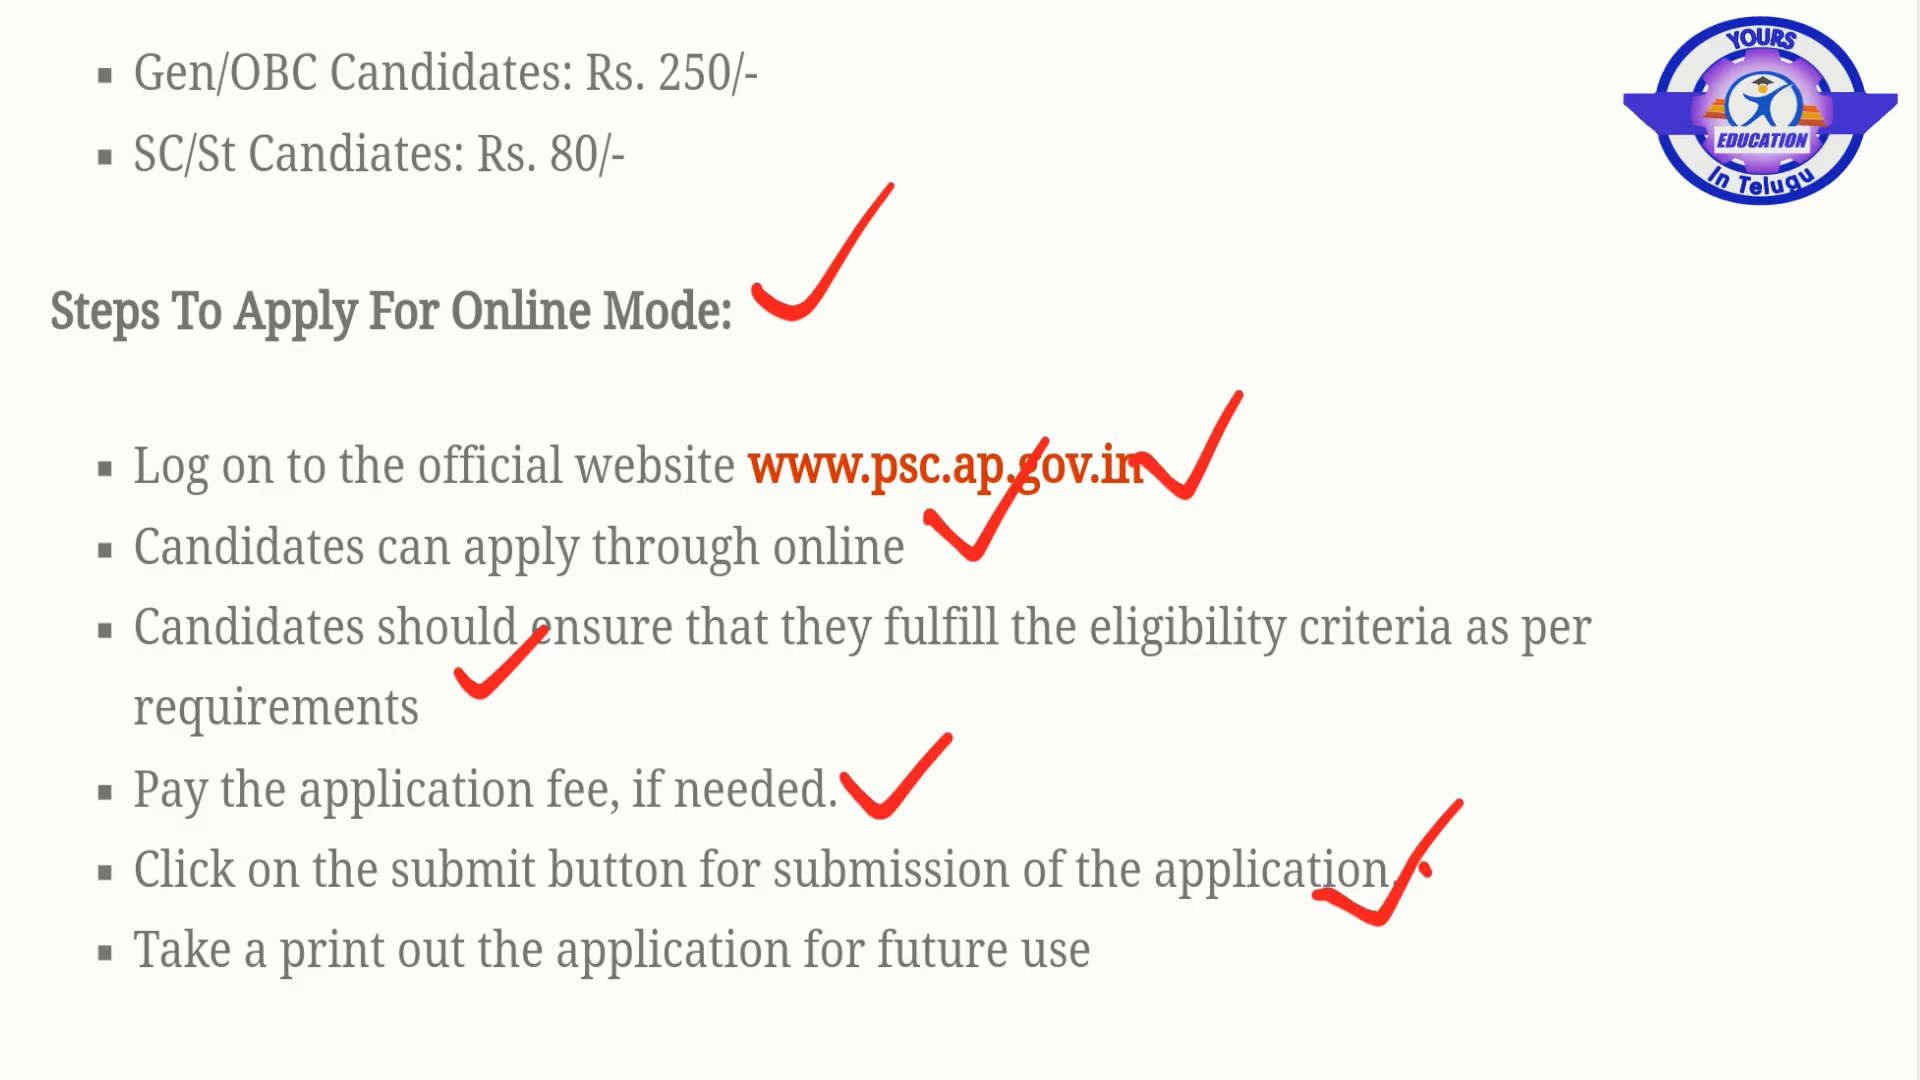 Gen/OBC Candidates: Rs. 250/-
SC/St Candiates: Rs. 80/-
YOURS
EDUCATION
In Telugu
Steps To Apply For Online Mode:
Log on to the official website www.psc.ap.gov.in
Candidates can apply through online
Candidates should ensure that they fulfill the eligibility criteria as per
requirements
Pay the application fee, if needed.
Click on the submit button for submission of the application.
Take a print out the application for future use